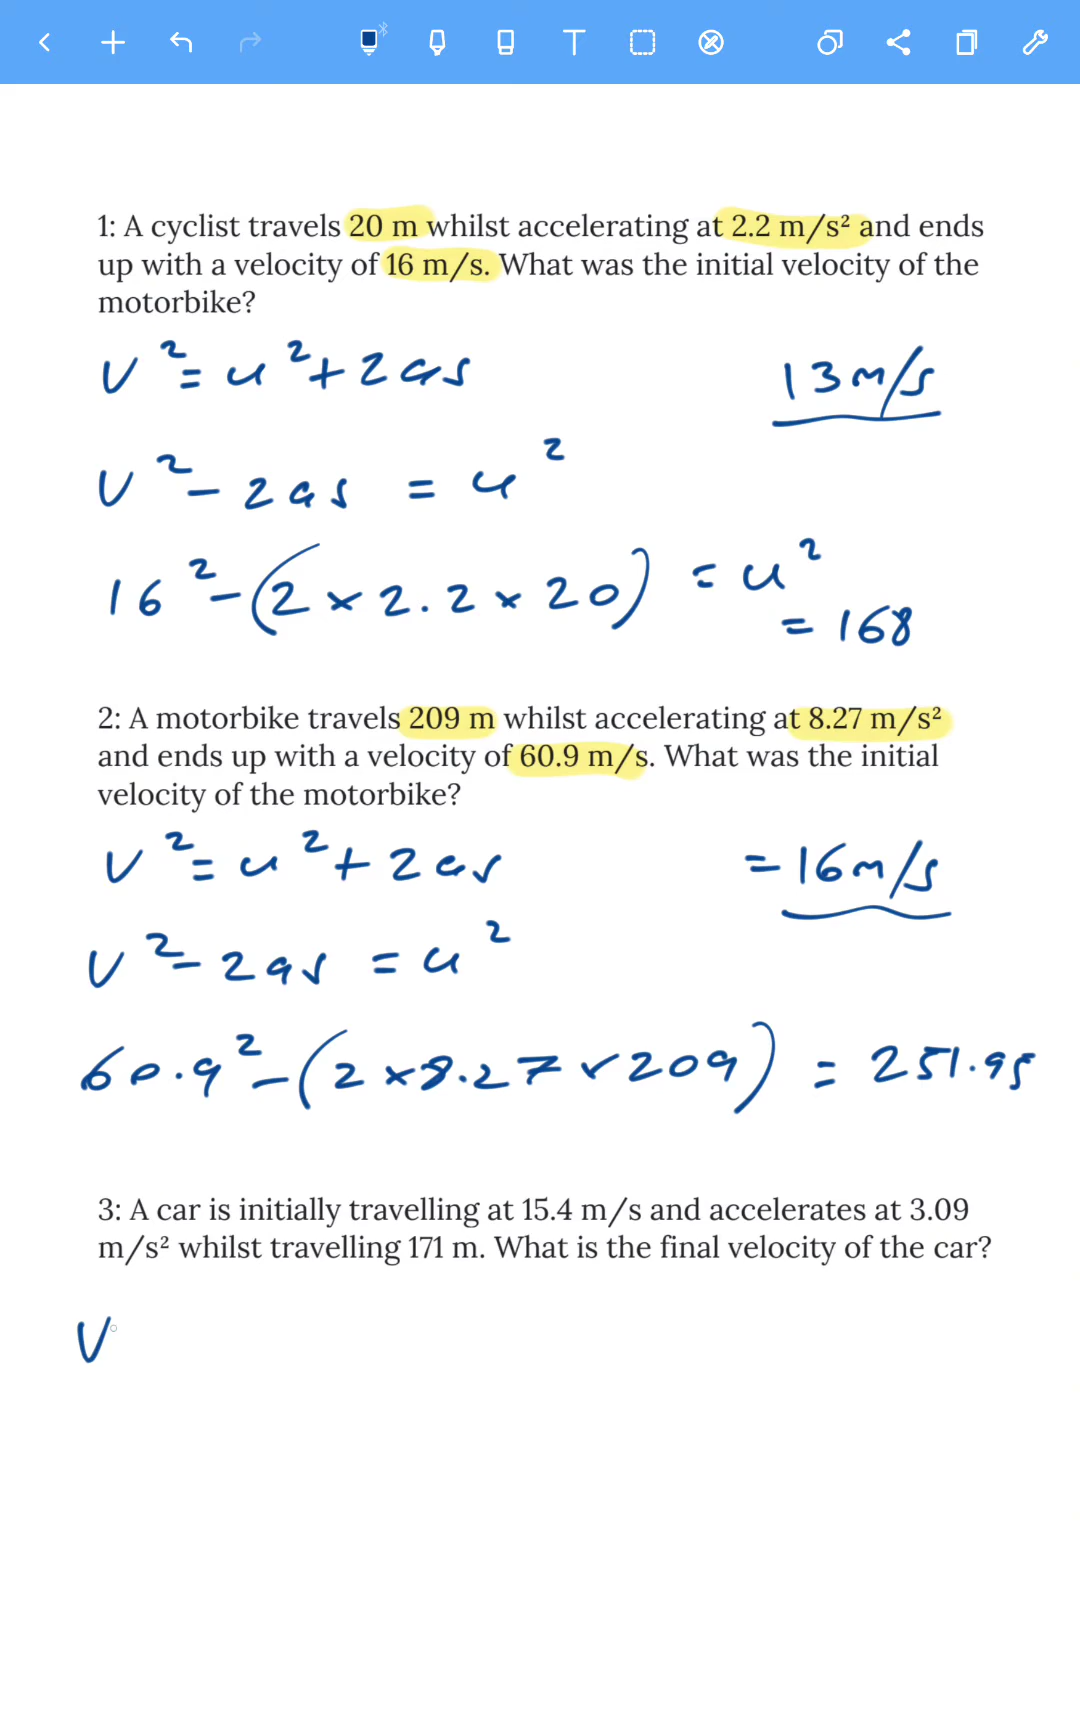 1: A cyclist travels 20 m whilst accelerating at 2.2 m/s² and ends
up with a velocity of 16 m/s. What was the initial velocity of the
motorbike?
v² = u² + 2as
13 m/s
v² - 2as = u²
16² - (2 × 2.2 × 20) = u²
= 168
2: A motorbike travels 209 m whilst accelerating at 8.27 m/s²
and ends up with a velocity of 60.9 m/s. What was the initial
velocity of the motorbike?
v² = u² + 2as
= 16 m/s
v² - 2as = u²
60.9² - (2 × 8.27 × 209) = 251.95
3: A car is initially travelling at 15.4 m/s and accelerates at 3.09
m/s² whilst travelling 171 m. What is the final velocity of the car?
v